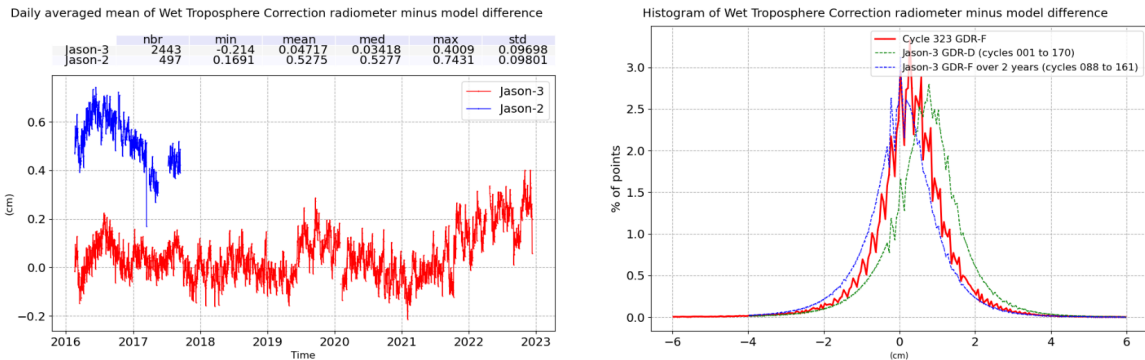 Daily averaged mean of Wet Troposphere Correction radiometer minus model difference
nbr min mean med max std
Jason-3 2443 -0.214 0.04717 0.03418 0.4009 0.09698
Jason-2 497 0.1691 0.5275 0.5277 0.7431 0.09801
Jason-3
Jason-2
0.6
0.4
0.2
0.0
−0.2
(cm)
2016 2017 2018 2019 2020 2021 2022 2023
Time
Histogram of Wet Troposphere Correction radiometer minus model difference
Cycle 323 GDR-F
Jason-3 GDR-D (cycles 001 to 170)
Jason-3 GDR-F over 2 years (cycles 088 to 161)
3.0
2.5
2.0
1.5
1.0
0.5
0.0
% of points
−6 −4 −2 0 2 4 6
(cm)